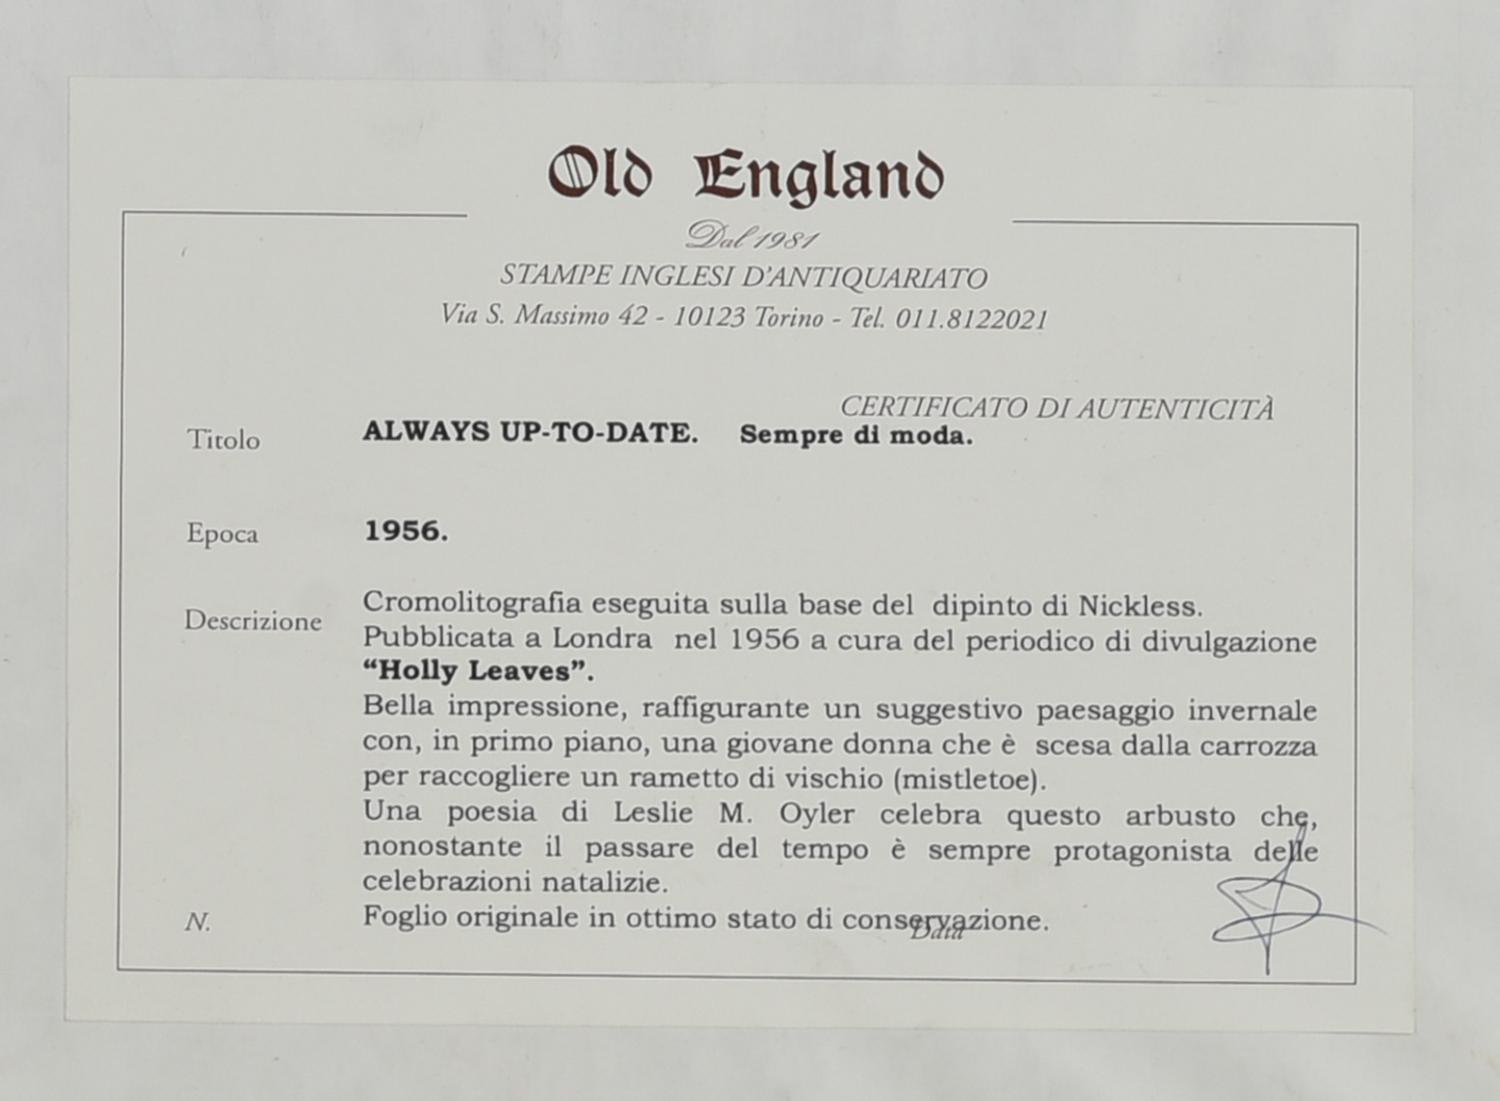 Old England
Dal 1981
STAMPE INGLESI D'ANTIQUARIATO
Via S. Massimo 42 - 10123 Torino - Tel. 011.8122021
CERTIFICATO DI AUTENTICITÀ
Titolo ALWAYS UP-TO-DATE. Sempre di moda.
Epoca 1956.
Descrizione Cromolitografia eseguita sulla base del dipinto di Nickless.
Pubblicata a Londra nel 1956 a cura del periodico di divulgazione
“Holly Leaves”.
Bella impressione, raffigurante un suggestivo paesaggio invernale
con, in primo piano, una giovane donna che è scesa dalla carrozza
per raccogliere un rametto di vischio (mistletoe).
Una poesia di Leslie M. Oyler celebra questo arbusto che,
nonostante il passare del tempo è sempre protagonista delle
celebrazioni natalizie.
N. Foglio originale in ottimo stato di conservazione.
Data